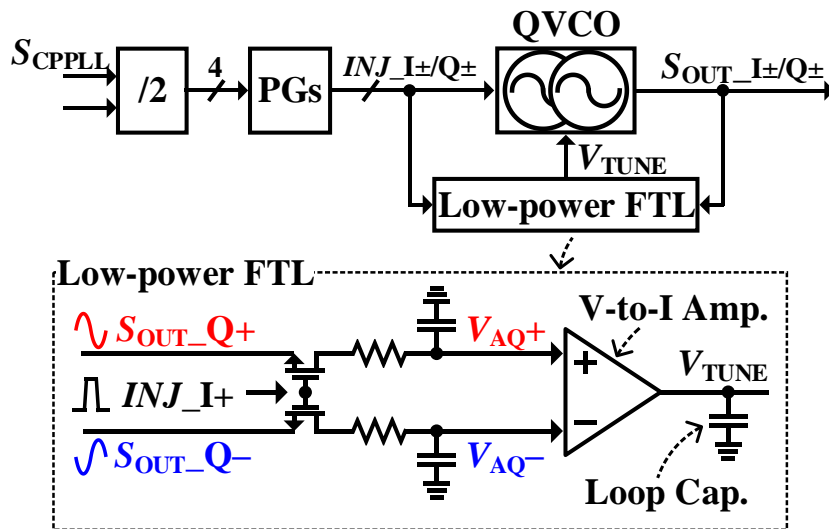 QVCO
S_CPPLL
/2
4
PGs
INJ_I±/Q±
S_OUT_I±/Q±
V_TUNE
Low-power FTL
Low-power FTL
V-to-I Amp.
S_OUT_Q+
V_AQ+
+
V_TUNE
INJ_I+
S_OUT_Q−
V_AQ−
−
Loop Cap.